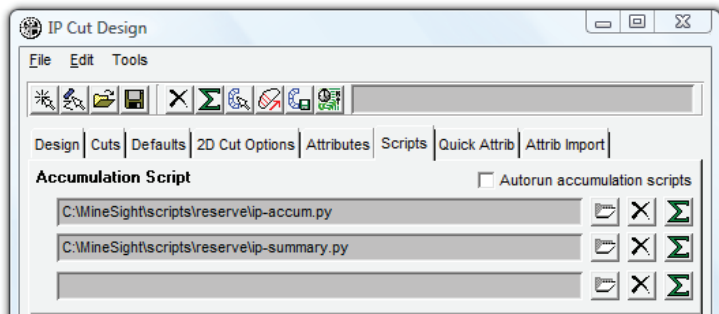 IP Cut Design
File Edit Tools
Design Cuts Defaults 2D Cut Options Attributes Scripts Quick Attrib Attrib Import
Accumulation Script Autorun accumulation scripts
C:\MineSight\scripts\reserve\ip-accum.py
C:\MineSight\scripts\reserve\ip-summary.py